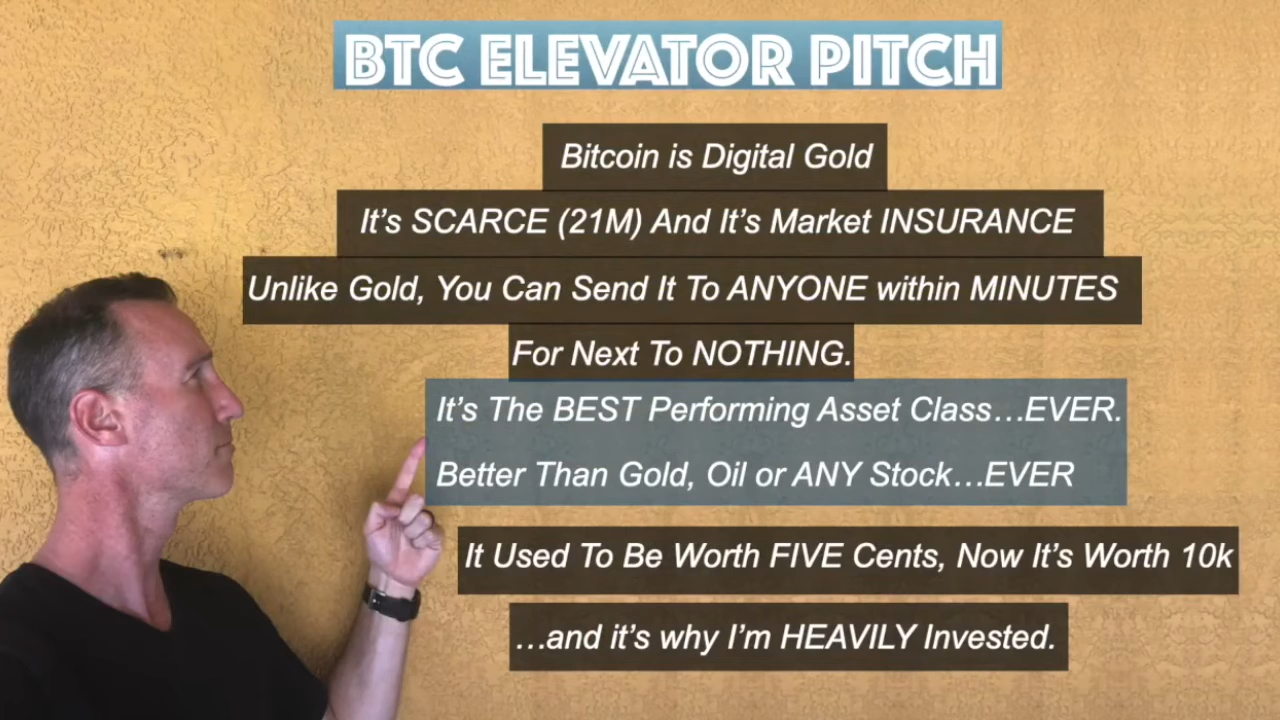 BTC ELEVATOR PITCH
Bitcoin is Digital Gold
It's SCARCE (21M) And It's Market INSURANCE
Unlike Gold, You Can Send It To ANYONE within MINUTES
For Next To NOTHING.
It's The BEST Performing Asset Class…EVER.
Better Than Gold, Oil or ANY Stock…EVER
It Used To Be Worth FIVE Cents, Now It's Worth 10k
…and it's why I'm HEAVILY Invested.